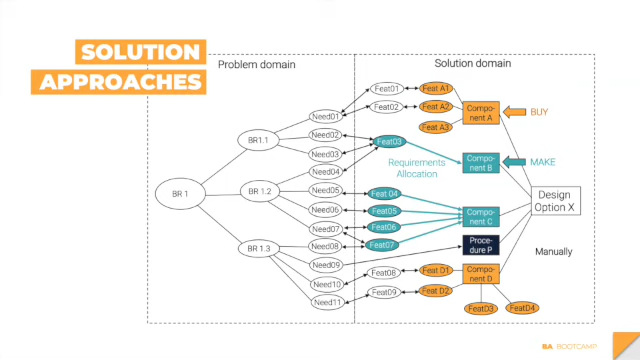 SOLUTION
APPROACHES
Problem domain
Solution domain
BR 1
BR1.1
BR 1.2
BR 1.3
Need01
Need02
Need03
Need04
Need05
Need06
Need07
Need08
Need09
Need10
Need11
Feat01
Feat02
Feat03
Requirements
Allocation
Feat 04
Feat05
Feat06
Feat07
Feat08
Feat09
Feat A1
Feat A2
Feat A3
Feat D1
Feat D2
FeatD3
FeatD4
Compo-
nent A
Compo-
nent B
Compo-
nent C
Proce-
dure P
Compo-
nent D
BUY
MAKE
Design
Option X
Manually
BA BOOTCAMP